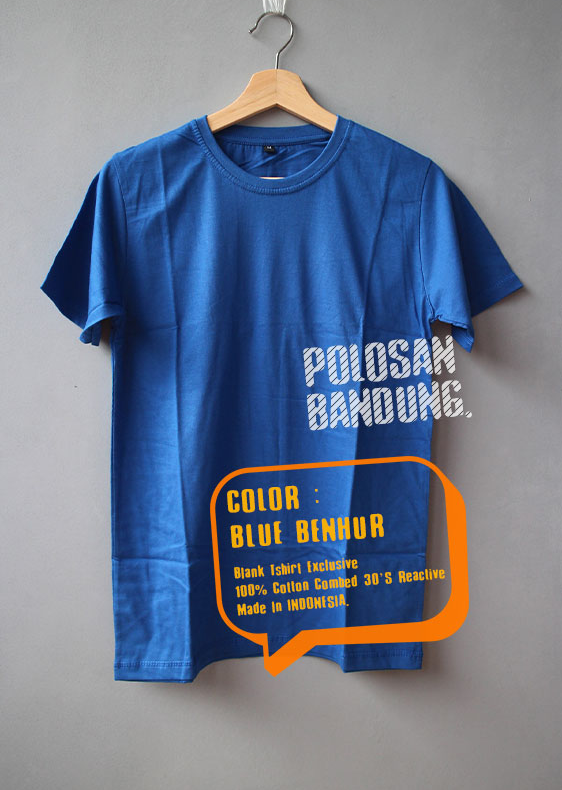 M
POLOSAN
BANDUNG.
COLOR :
BLUE BENHUR
Blank Tshirt Exclusive
100% Cotton Combed 30'S Reactive
Made In INDONESIA.